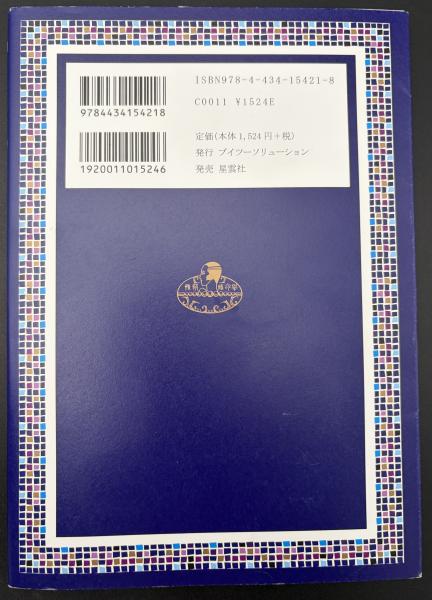 ISBN978-4-434-15421-8
C0011 ¥1524E
定価(本体1,524円+税)
発行 ブイツーソリューション
発売 星雲社
9784434154218
1920011015246